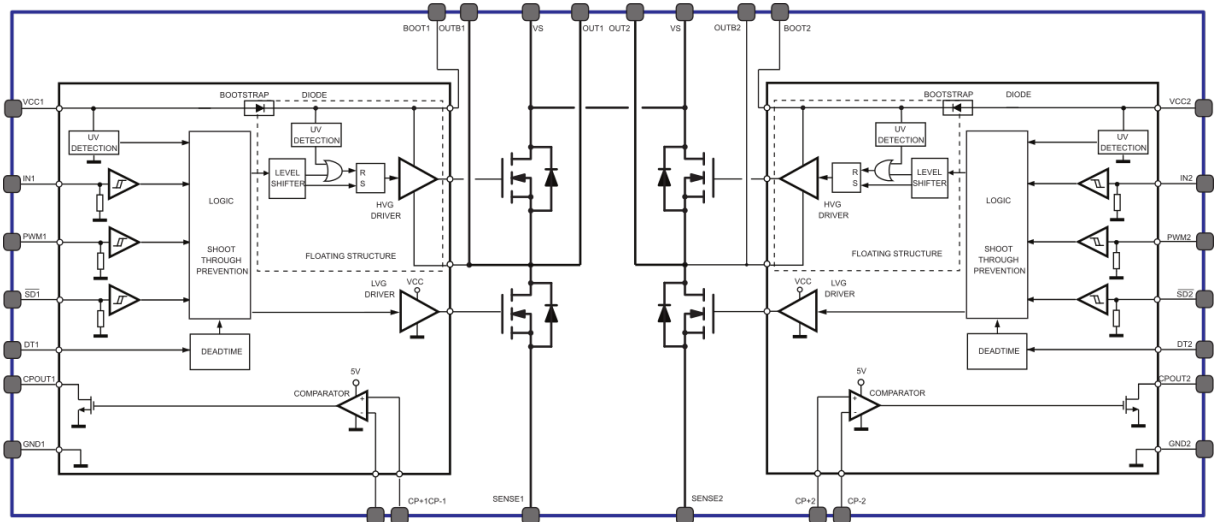 BOOT1 OUTB1 VS OUT1 OUT2 VS OUTB2 BOOT2
VCC1
BOOTSTRAP DIODE
UV
DETECTION
UV
DETECTION
IN1
LOGIC
LEVEL
SHIFTER
R
S
HVG
DRIVER
PWM1
SHOOT
THROUGH
PREVENTION
FLOATING STRUCTURE
SD1
LVG
DRIVER
VCC
DT1
DEADTIME
CPOUT1
5V
COMPARATOR
+
-
GND1
CP+1CP-1
SENSE1
BOOTSTRAP DIODE
VCC2
UV
DETECTION
UV
DETECTION
IN2
LOGIC
LEVEL
SHIFTER
R
S
HVG
DRIVER
PWM2
SHOOT
THROUGH
PREVENTION
FLOATING STRUCTURE
SD2
VCC
LVG
DRIVER
DT2
DEADTIME
CPOUT2
5V
COMPARATOR
+
-
GND2
SENSE2
CP+2 CP-2